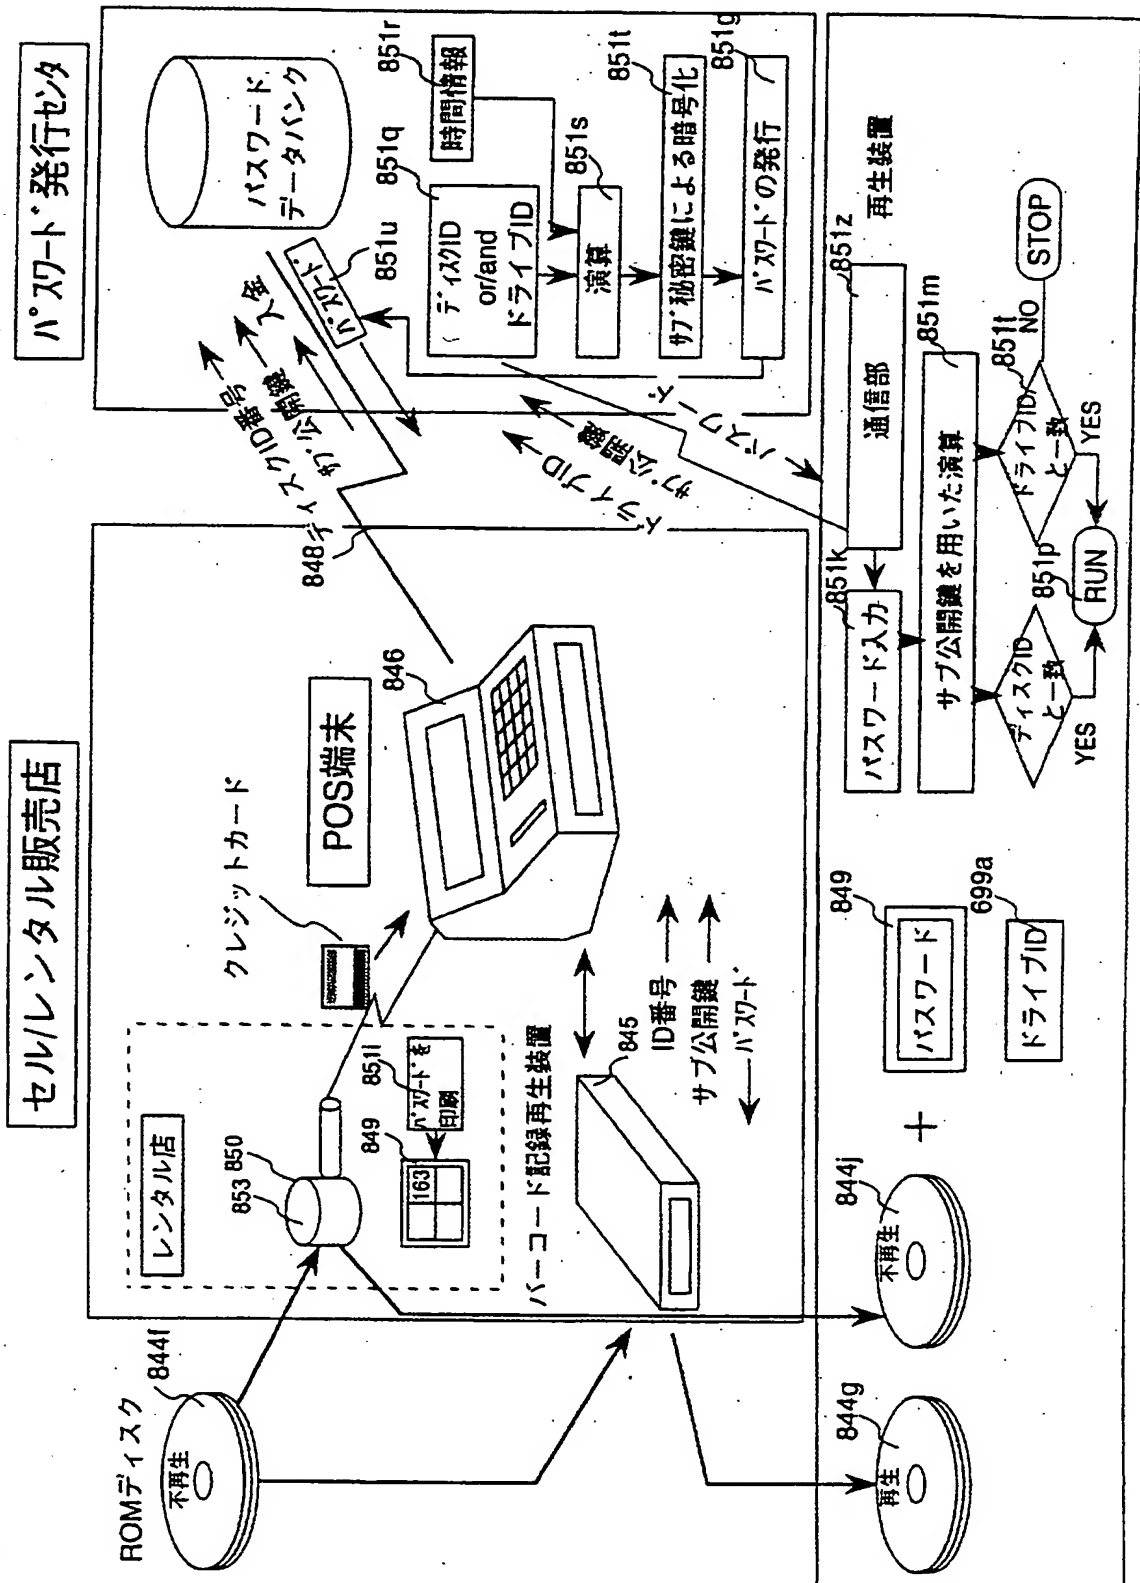 セル/レンタル販売店
パスワード発行センタ
ROMディスク
不再生
844f
レンタル店
853
850
849
163
851i
パスワードを
印刷
クレジットカード
POS端末
846
バーコード記録再生装置
845
ID番号
サブ公開鍵
パスワード
848
ディスクID番号
サブ公開鍵
入金
パスワード
851u
パスワード
データバンク
851q
ディスクID
or/and
ドライブID
851r
時間情報
演算
851s
サブ秘密鍵による暗号化
851t
パスワードの発行
851g
ドライブID
サブ公開鍵
パスワード
再生
844g
不再生
844j
+
パスワード
849
ドライブID
699a
再生装置
通信部
851z
パスワード入力
851k
サブ公開鍵を用いた演算
851m
ディスクID
と一致
YES
ドライブID
と一致
851t
NO
YES
STOP
851p
RUN